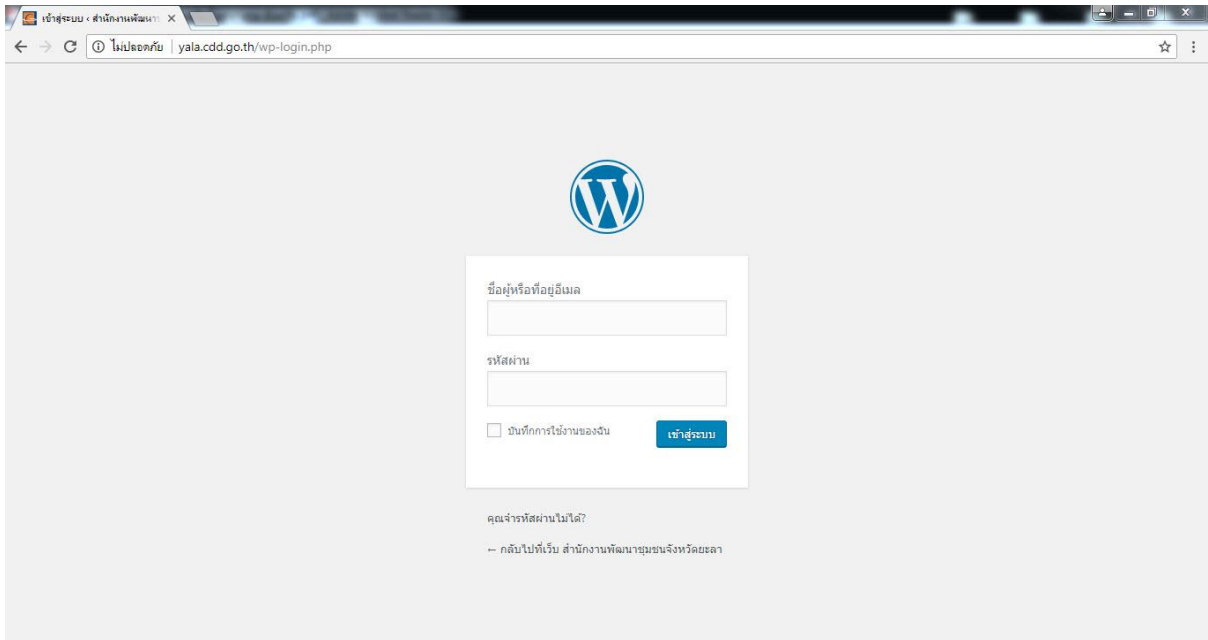 เข้าสู่ระบบ ‹ สำนักงานพัฒนา
ไม่ปลอดภัย | yala.cdd.go.th/wp-login.php
ชื่อผู้หรือที่อยู่อีเมล
รหัสผ่าน
บันทึกการใช้งานของฉัน
เข้าสู่ระบบ
คุณจำรหัสผ่านไม่ได้?
← กลับไปที่เว็บ สำนักงานพัฒนาชุมชนจังหวัดยะลา